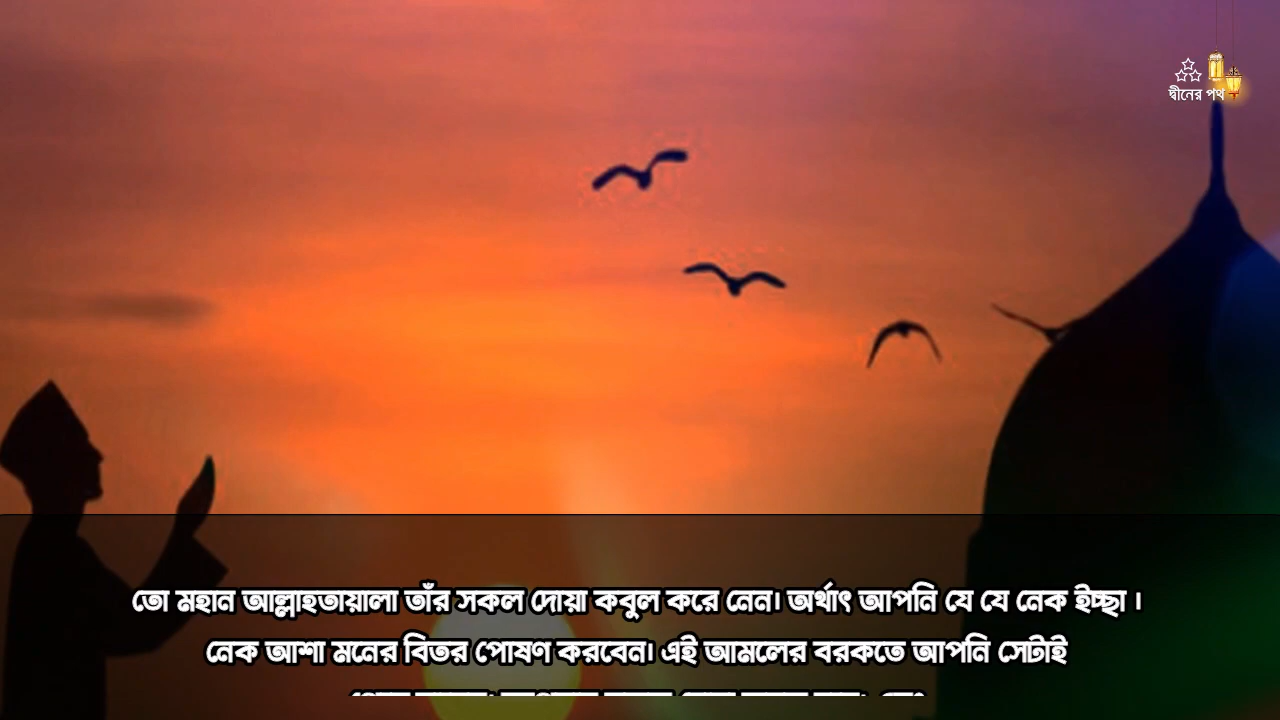 দ্বীনের পথ
তো মহান আল্লাহতায়ালা তাঁর সকল দোয়া কবুল করে নেন। অর্থাৎ আপনি যে যে নেক ইচ্ছা ।
নেক আশা মনের বিতর পোষণ করবেন। এই আমলের বরকতে আপনি সেটাই